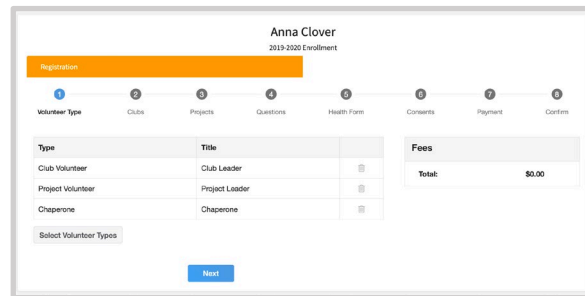 Anna Clover
2019-2020 Enrollment
Registration
1 2 3 4 5 6 7 8
Volunteer Type Clubs Projects Questions Health Form Consents Payment Confirm
Type Title
Club Volunteer Club Leader
Project Volunteer Project Leader
Chaperone Chaperone
Select Volunteer Types
Fees
Total: $0.00
Next